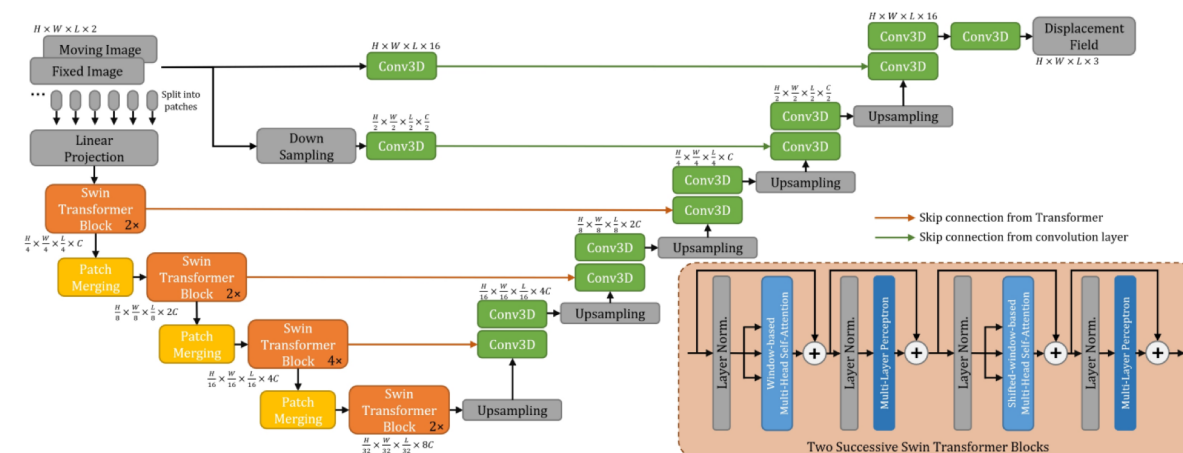 H × W × L × 2
Moving Image
Fixed Image
...
Split into
patches
Linear
Projection
Down
Sampling
H × W × L × 16
Conv3D
H/2 × W/2 × L/2 × C/2
Conv3D
Swin
Transformer
Block 2×
H/4 × W/4 × L/4 × C
Patch
Merging
Swin
Transformer
Block 2×
H/8 × W/8 × L/8 × 2C
Patch
Merging
Swin
Transformer
Block 4×
H/16 × W/16 × L/16 × 4C
Patch
Merging
Swin
Transformer
Block 2×
H/32 × W/32 × L/32 × 8C
Upsampling
H/16 × W/16 × L/16 × 4C
Conv3D
Conv3D
Upsampling
H/8 × W/8 × L/8 × 2C
Conv3D
Conv3D
Upsampling
H/4 × W/4 × L/4 × C
Conv3D
Conv3D
Upsampling
H/2 × W/2 × L/2 × C/2
Conv3D
Conv3D
Upsampling
H × W × L × 16
Conv3D
Conv3D
Conv3D
Displacement
Field
H × W × L × 3
Skip connection from Transformer
Skip connection from convolution layer
Layer Norm.
Window-based
Multi-Head Self-Attention
+
Layer Norm.
Multi-Layer Perceptron
+
Layer Norm.
Shifted-window-based
Multi-Head Self-Attention
+
Layer Norm.
Multi-Layer Perceptron
+
Two Successive Swin Transformer Blocks